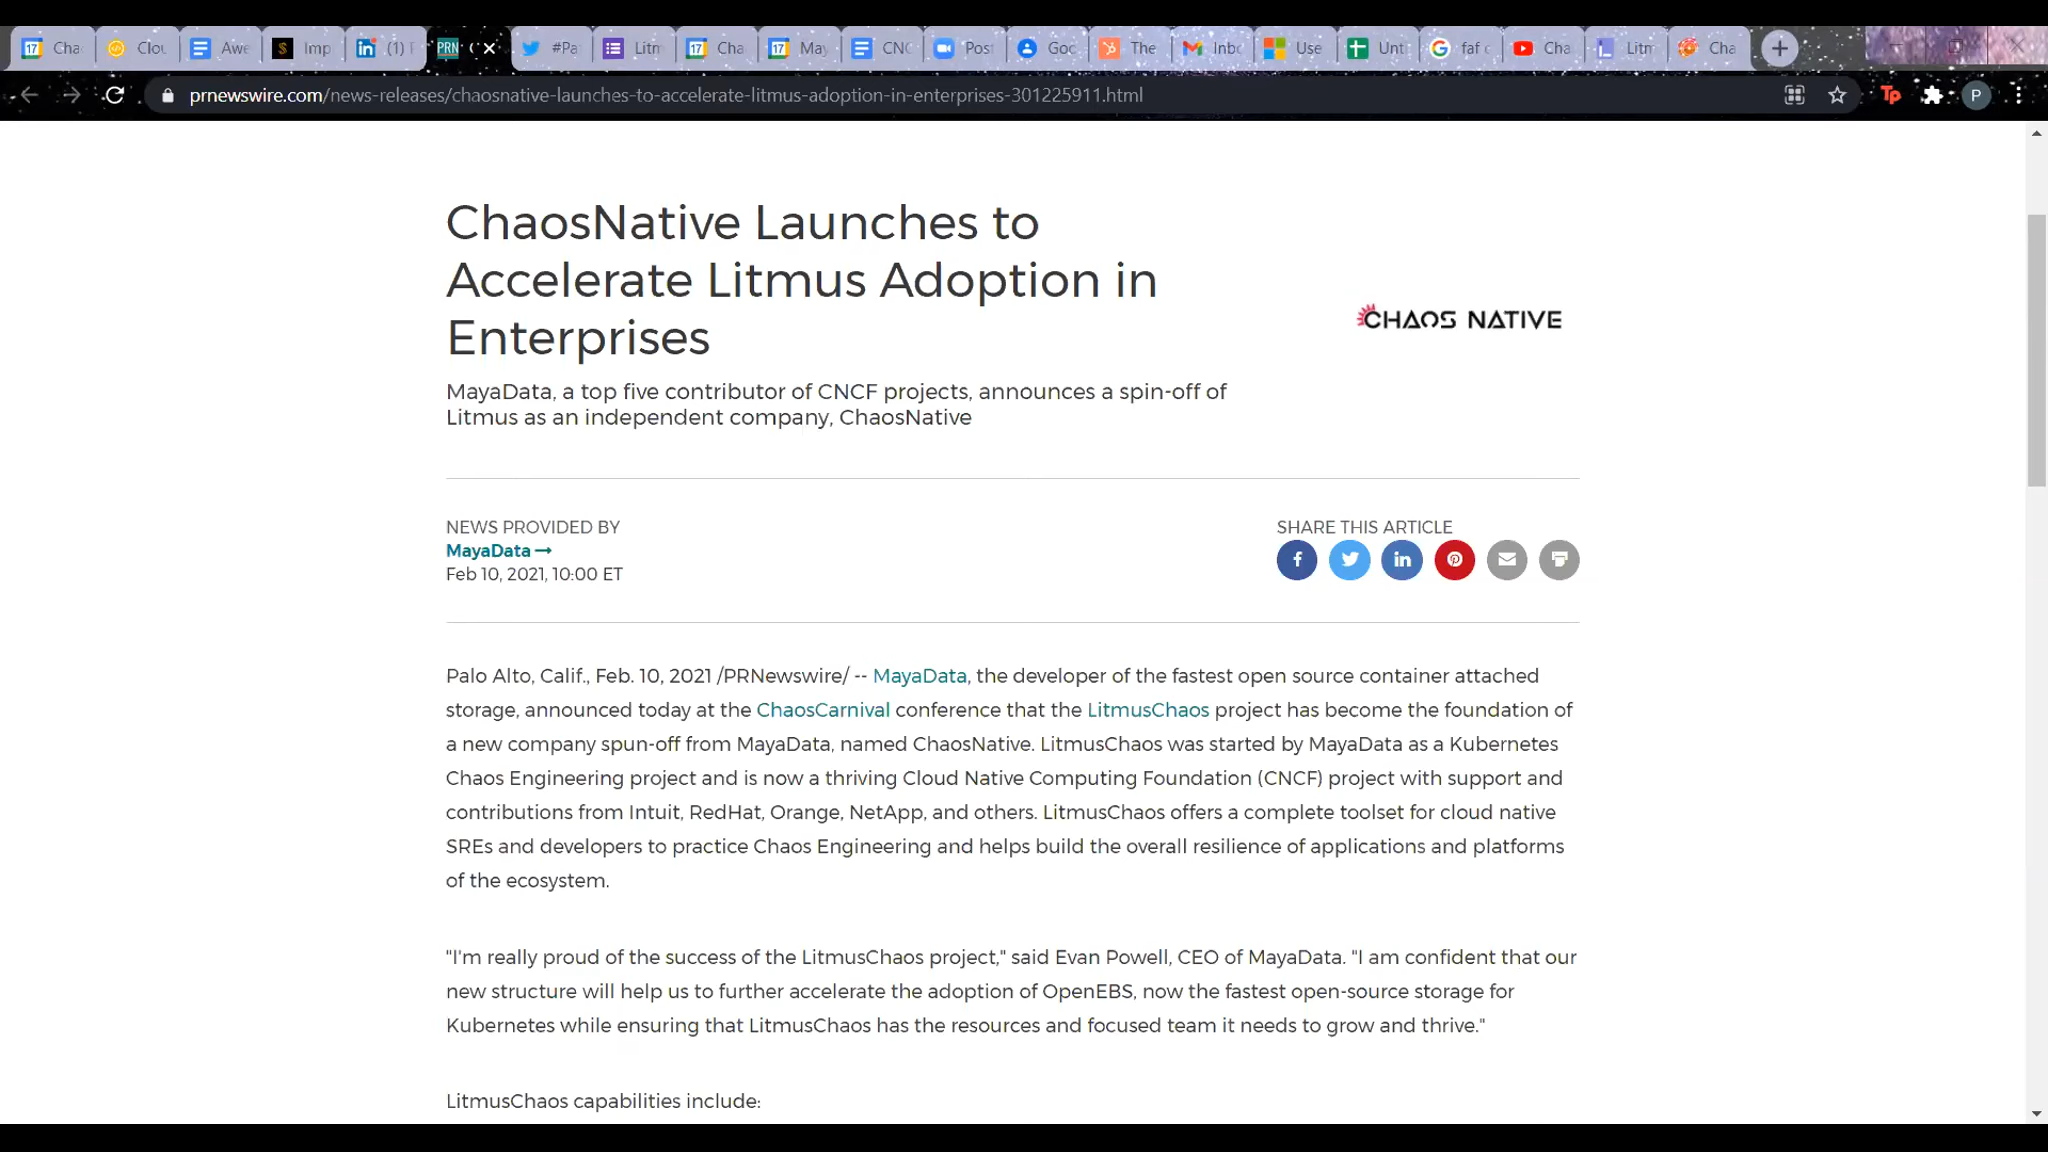 Cha Clou Awe Imp (1) PRN #Pa Litm Cha May CNC Post Goc The Inbo Use Unt faf c Cha Litm Cha
prnewswire.com/news-releases/chaosnative-launches-to-accelerate-litmus-adoption-in-enterprises-301225911.html
Tp
P
ChaosNative Launches to
Accelerate Litmus Adoption in
Enterprises
CHAOS NATIVE
MayaData, a top five contributor of CNCF projects, announces a spin-off of
Litmus as an independent company, ChaosNative
NEWS PROVIDED BY
MayaData
Feb 10, 2021, 10:00 ET
SHARE THIS ARTICLE
Palo Alto, Calif., Feb. 10, 2021 /PRNewswire/ -- MayaData, the developer of the fastest open source container attached
storage, announced today at the ChaosCarnival conference that the LitmusChaos project has become the foundation of
a new company spun-off from MayaData, named ChaosNative. LitmusChaos was started by MayaData as a Kubernetes
Chaos Engineering project and is now a thriving Cloud Native Computing Foundation (CNCF) project with support and
contributions from Intuit, RedHat, Orange, NetApp, and others. LitmusChaos offers a complete toolset for cloud native
SREs and developers to practice Chaos Engineering and helps build the overall resilience of applications and platforms
of the ecosystem.
"I'm really proud of the success of the LitmusChaos project," said Evan Powell, CEO of MayaData. "I am confident that our
new structure will help us to further accelerate the adoption of OpenEBS, now the fastest open-source storage for
Kubernetes while ensuring that LitmusChaos has the resources and focused team it needs to grow and thrive."
LitmusChaos capabilities include: